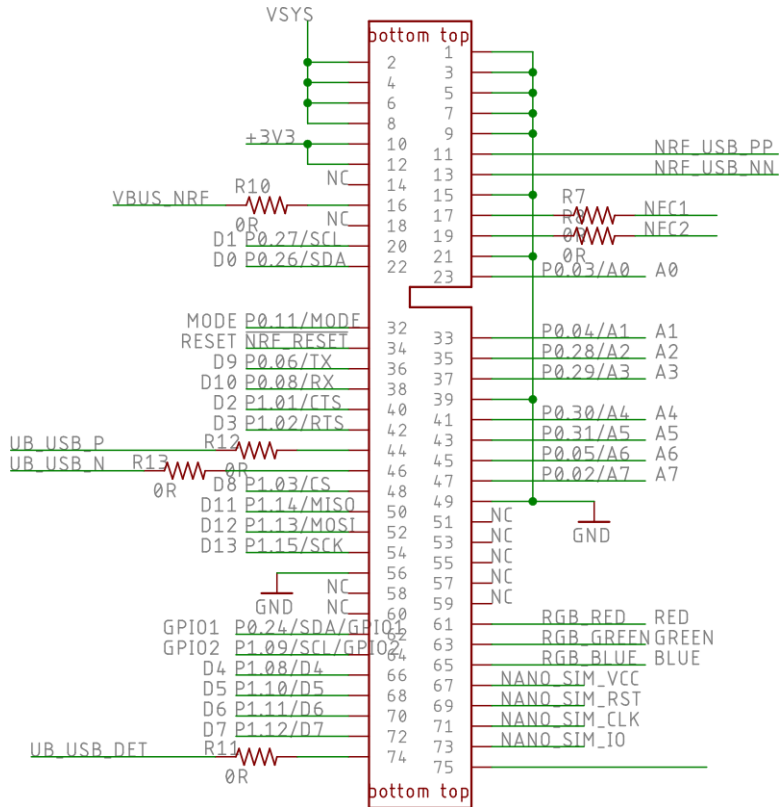 VSYS
bottom top
1
2
3
4
5
6
7
8
9
+3V3 10
11 NRF_USB_PP
12
13 NRF_USB_NN
NC 14
15
VBUS_NRF R10 0R 16
17 R7 0R NFC1
NC 18
19 R8 0R NFC2
D1 P0.27/SCL 20
21
D0 P0.26/SDA 22
23 P0.03/A0 A0
MODE P0.11/MODE 32
33 P0.04/A1 A1
RESET NRF_RESET 34
35 P0.28/A2 A2
D9 P0.06/TX 36
37 P0.29/A3 A3
D10 P0.08/RX 38
39
D2 P1.01/CTS 40
41 P0.30/A4 A4
D3 P1.02/RTS 42
43 P0.31/A5 A5
UB_USB_P R12 0R 44
45 P0.05/A6 A6
UB_USB_N R13 0R 46
47 P0.02/A7 A7
D8 P1.03/CS 48
49
GND
D11 P1.14/MISO 50
51 NC
D12 P1.13/MOSI 52
53 NC
D13 P1.15/SCK 54
55 NC
56
GND
57 NC
NC 58
59 NC
NC 60
61 RGB_RED RED
GPIO1 P0.24/SDA/GPIO1 62
63 RGB_GREEN GREEN
GPIO2 P1.09/SCL/GPIO2 64
65 RGB_BLUE BLUE
D4 P1.08/D4 66
67 NANO_SIM_VCC
D5 P1.10/D5 68
69 NANO_SIM_RST
D6 P1.11/D6 70
71 NANO_SIM_CLK
D7 P1.12/D7 72
73 NANO_SIM_IO
UB_USB_DET R11 0R 74
75
bottom top